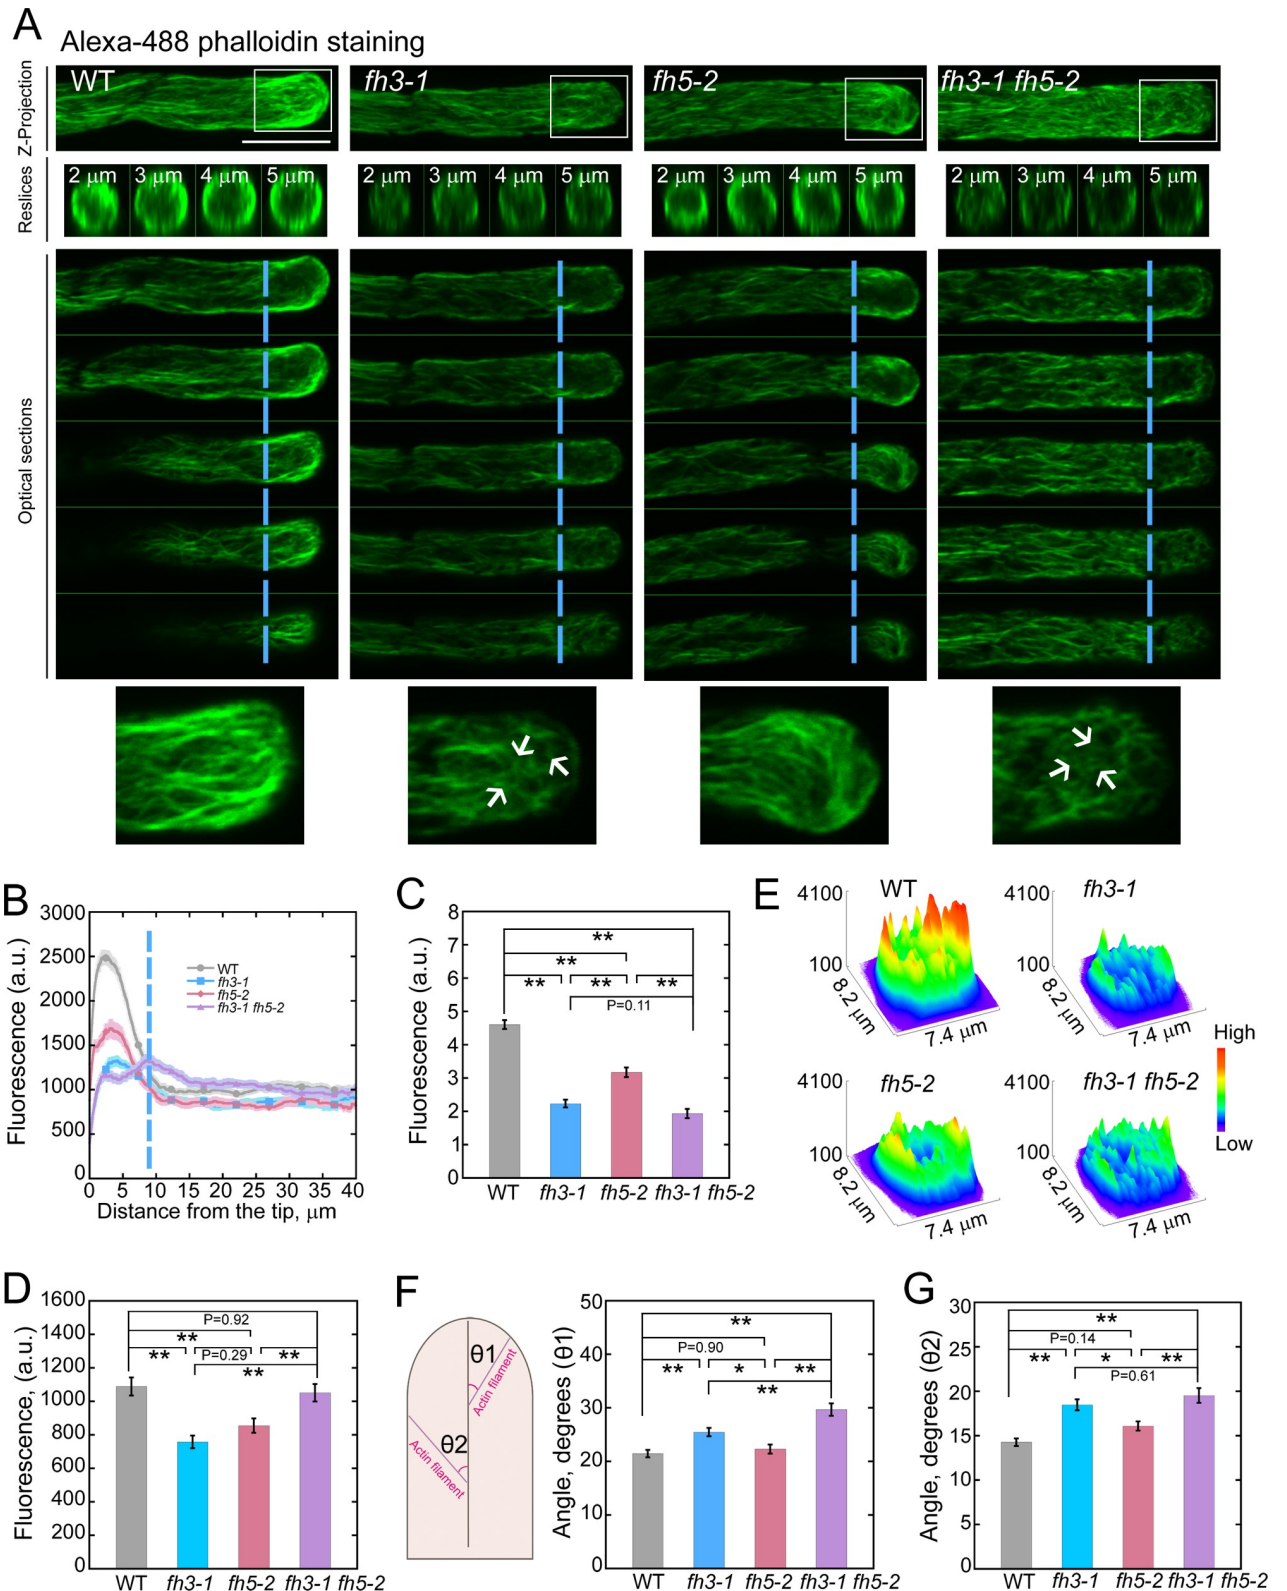 A
Alexa-488 phalloidin staining
Z-Projection
WT
fh3-1
fh5-2
fh3-1 fh5-2
Reslices
2 μm 3 μm 4 μm 5 μm
2 μm 3 μm 4 μm 5 μm
2 μm 3 μm 4 μm 5 μm
2 μm 3 μm 4 μm 5 μm
Optical sections
B
Fluorescence (a.u.)
3000
2500
2000
1500
1000
500
0
WT
fh3-1
fh5-2
fh3-1 fh5-2
0 5 10 15 20 25 30 35 40
Distance from the tip, μm
C
Fluorescence (a.u.)
8
7
6
5
4
3
2
1
0
**
**
** ** **
P=0.11
WT fh3-1 fh5-2 fh3-1 fh5-2
E
WT
4100
100
8.2 μm
7.4 μm
fh3-1
4100
100
8.2 μm
7.4 μm
fh5-2
4100
100
8.2 μm
7.4 μm
fh3-1 fh5-2
4100
100
8.2 μm
7.4 μm
High
Low
D
Fluorescence, (a.u.)
1600
1400
1200
1000
800
600
400
200
0
P=0.92
**
** P=0.29 **
**
WT fh3-1 fh5-2 fh3-1 fh5-2
F
θ1
Actin filament
θ2
Actin filament
Angle, degrees (θ1)
50
40
30
20
10
0
**
P=0.90
** * **
**
WT fh3-1 fh5-2 fh3-1 fh5-2
G
Angle, degrees (θ2)
30
25
20
15
10
5
0
**
P=0.14
** * **
P=0.61
WT fh3-1 fh5-2 fh3-1 fh5-2